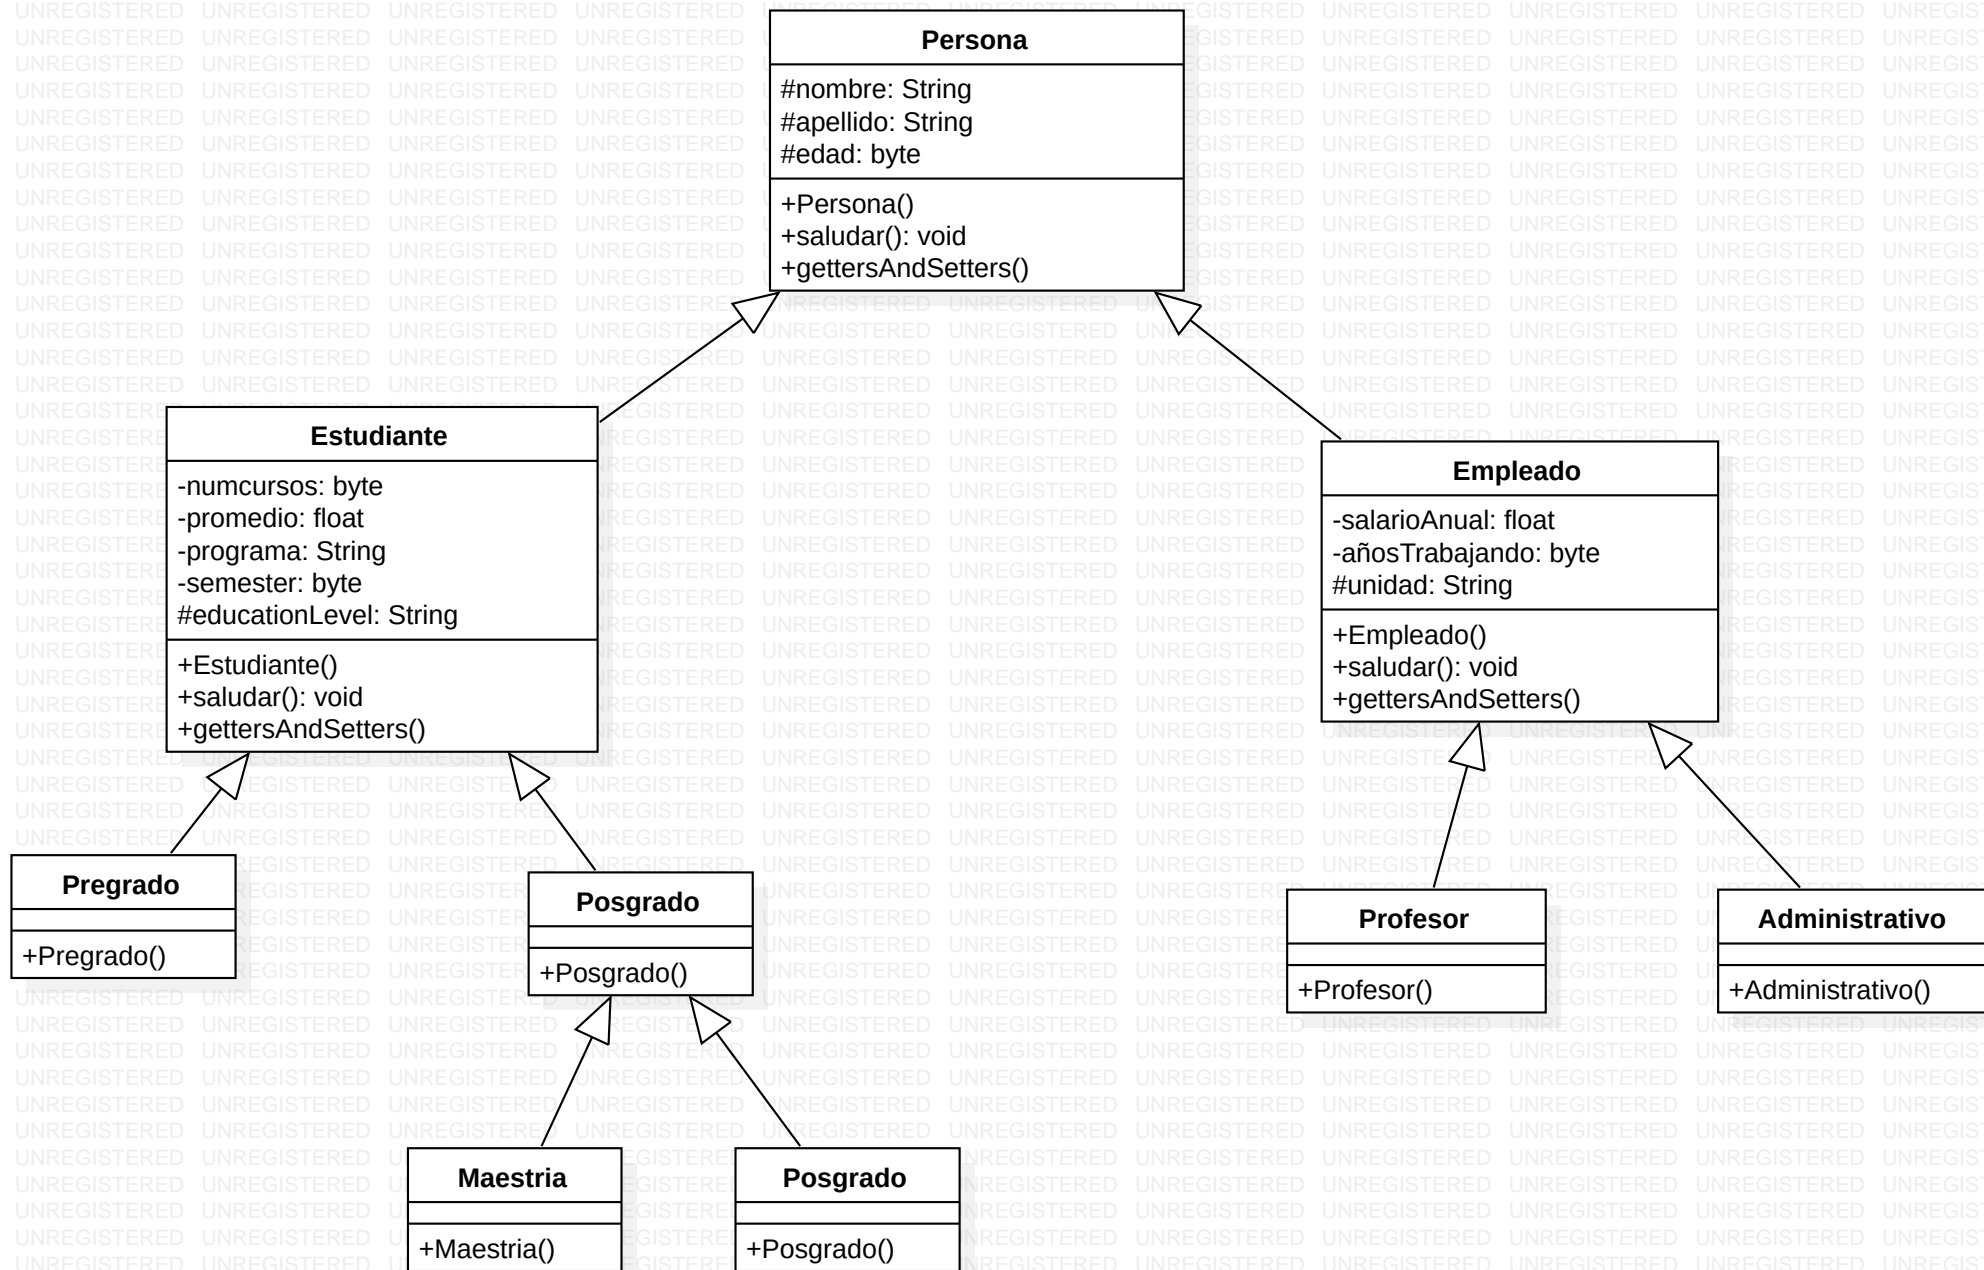 Persona
#nombre: String
#apellido: String
#edad: byte
+Persona()
+saludar(): void
+gettersAndSetters()
Estudiante
-numcursos: byte
-promedio: float
-programa: String
-semester: byte
#educationLevel: String
+Estudiante()
+saludar(): void
+gettersAndSetters()
Empleado
-salarioAnual: float
-añosTrabajando: byte
#unidad: String
+Empleado()
+saludar(): void
+gettersAndSetters()
Pregrado
+Pregrado()
Posgrado
+Posgrado()
Profesor
+Profesor()
Administrativo
+Administrativo()
Maestria
+Maestria()
Posgrado
+Posgrado()
UNREGISTERED